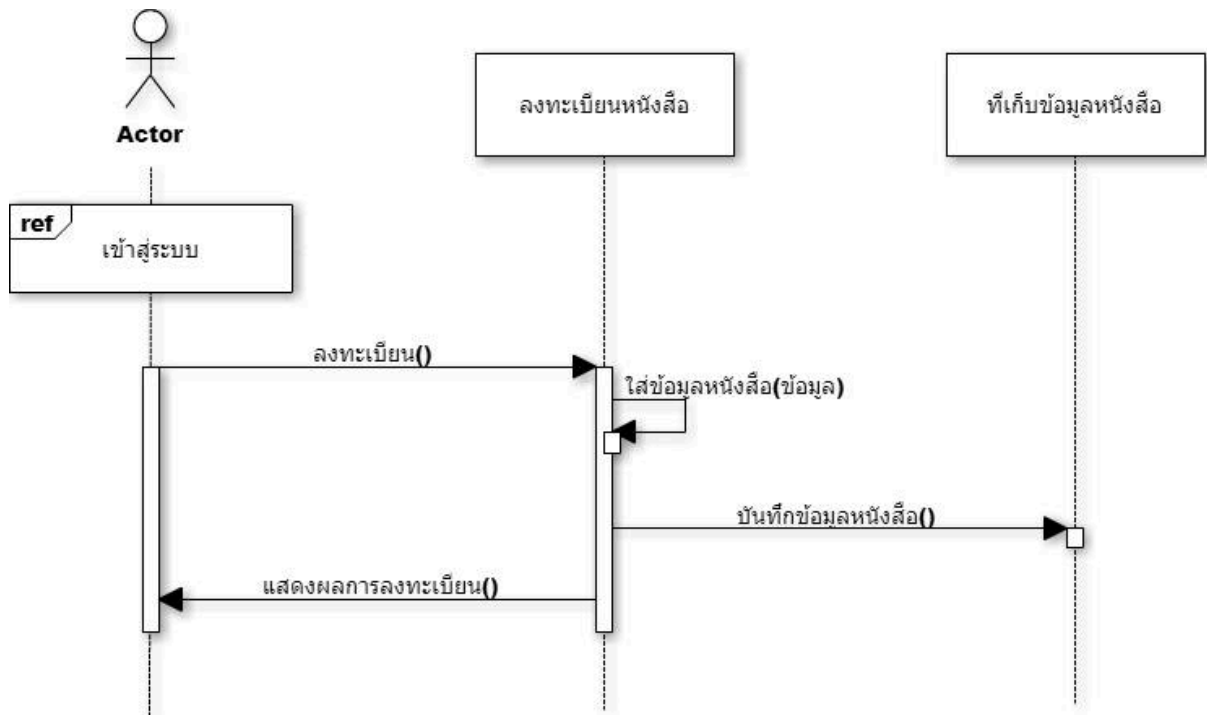 Actor
ลงทะเบียนหนังสือ
ที่เก็บข้อมูลหนังสือ
ref
เข้าสู่ระบบ
ลงทะเบียน()
ใส่ข้อมูลหนังสือ(ข้อมูล)
บันทึกข้อมูลหนังสือ()
แสดงผลการลงทะเบียน()